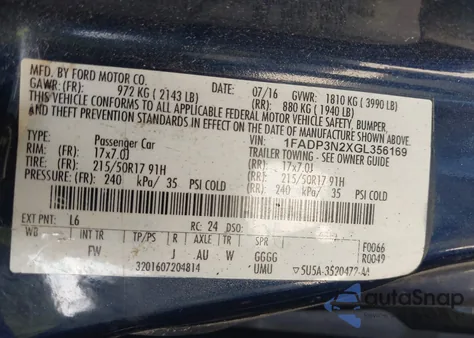 MFD. BY FORD MOTOR CO.
DATE: 07/16 GVWR: 1810 KG ( 3990 LB)
GAWR: (FR): 972 KG ( 2143 LB) (RR): 880 KG ( 1940 LB)
THIS VEHICLE CONFORMS TO ALL APPLICABLE FEDERAL MOTOR VEHICLE SAFETY, BUMPER,
AND THEFT PREVENTION STANDARDS IN EFFECT ON THE DATE OF MANUFACTURE SHOWN ABOVE.
VIN: 1FADP3N2XGL356169
TYPE: Passenger Car TRAILER TOWING - SEE OWNER GUIDE
RIM: (FR): 17x7.0J (RR): 17x7.0J
TIRE: (FR): 215/50R17 91H (RR): 215/50R17 91H
PRESSURE: (FR): 240 kPa/ 35 PSI COLD (RR): 240 kPa/ 35 PSI COLD
EXT PNT: L6 RC: 24 DSO:
WB INT TR TP/PS R AXLE TR SPR F0066
FW J AU W GGGG R0049
3201607204814 UMU 5U5A-3520472-AA
autoSnap